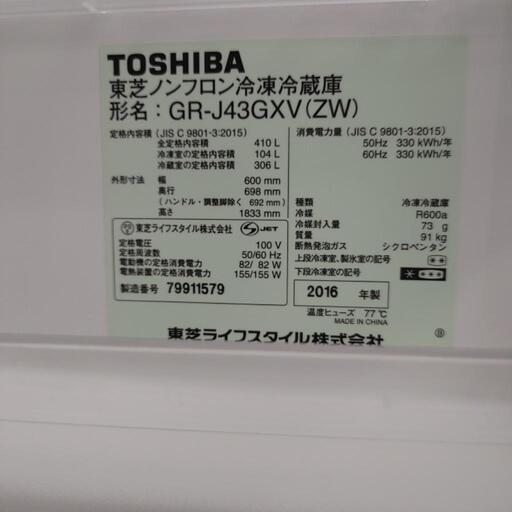 TOSHIBA
東芝ノンフロン冷凍冷蔵庫
形名：GR-J43GXV(ZW)
定格内容積（JIS C 9801-3:2015）
全定格内容積 410 L
冷凍室の定格内容積 104 L
冷蔵室の定格内容積 306 L
外形寸法 幅 600 mm
奥行 698 mm
（ハンドル・調整脚除く 692 mm）
高さ 1833 mm
東芝ライフスタイル株式会社 S-JET
定格電圧 100 V
定格周波数 50/60 Hz
電動機の定格消費電力 82/ 82 W
電熱装置の定格消費電力 155/155 W
製造番号 79911579
消費電力量（JIS C 9801-3:2015）
50Hz 330 kWh/年
60Hz 330 kWh/年
種類 冷凍冷蔵庫
冷媒 R600a
冷媒封入量 73 g
質量 91 kg
断熱発泡ガス シクロペンタン
上段冷凍室、製氷室の記号 **
下段冷凍室の記号 * ***
2016 年製
温度ヒューズ 77℃
MADE IN CHINA
東芝ライフスタイル株式会社